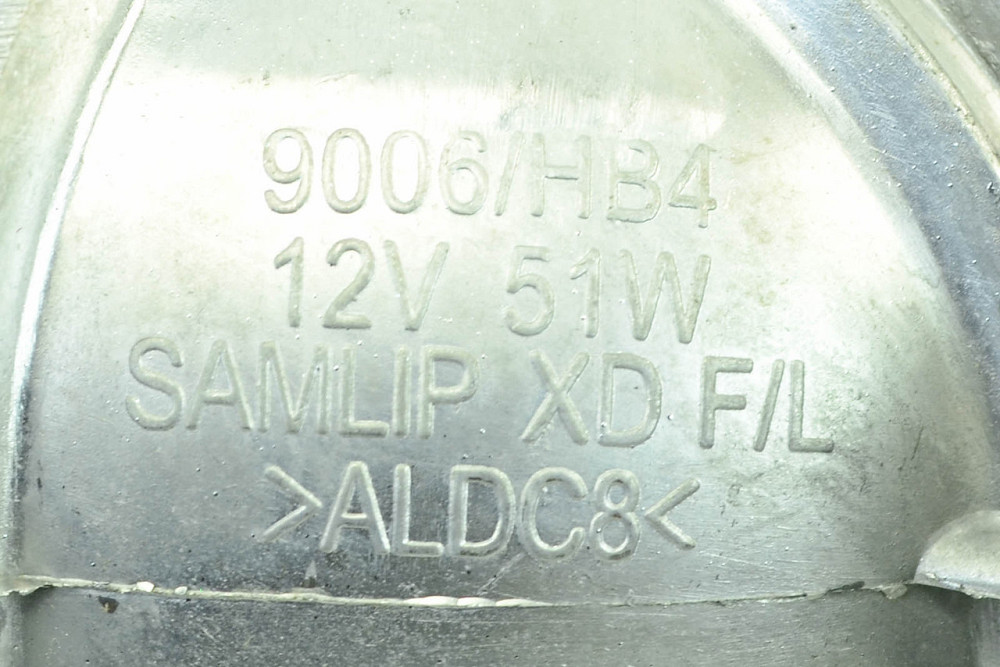 9006/HB4
12V 51W
SAMLIP XD F/L
>ALDC8<